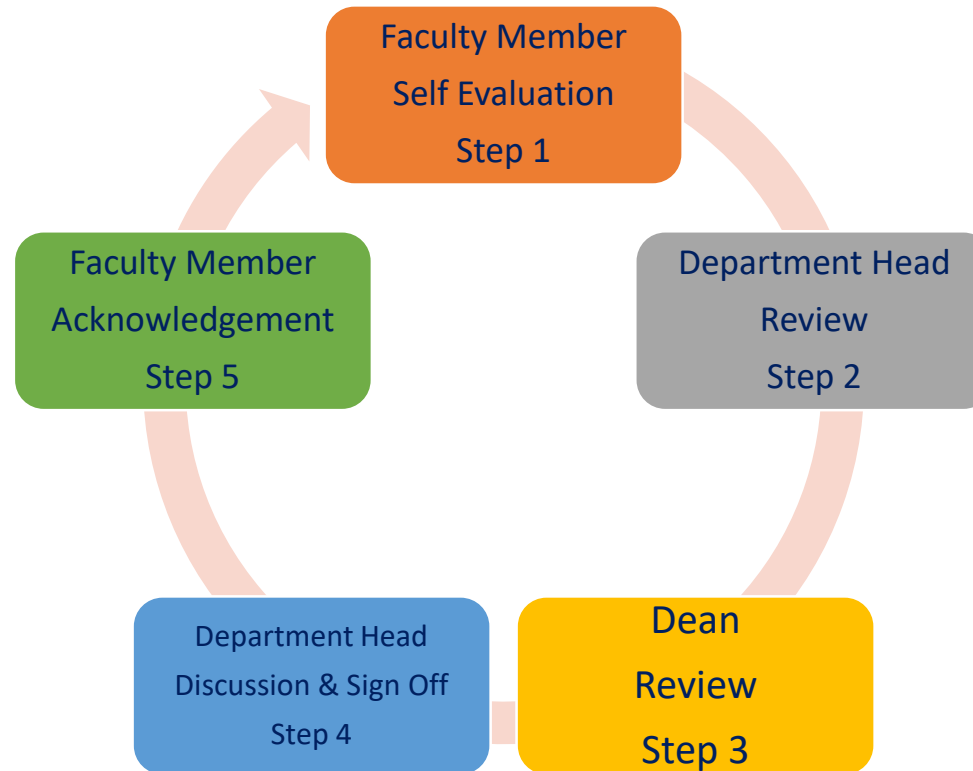 Faculty Member
Self Evaluation
Step 1
Department Head
Review
Step 2
Dean
Review
Step 3
Department Head
Discussion & Sign Off
Step 4
Faculty Member
Acknowledgement
Step 5